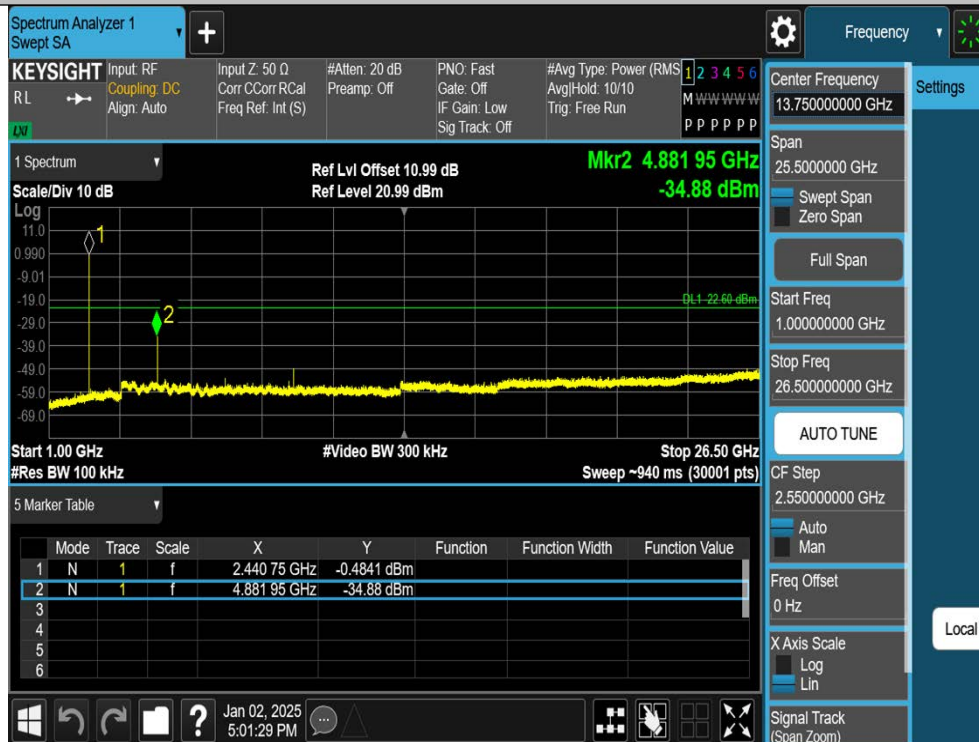 Spectrum Analyzer 1
Swept SA
+
Frequency
KEYSIGHT
RL
LXI
Input: RF
Coupling: DC
Align: Auto
Input Z: 50 Ω
Corr CCorr RCal
Freq Ref: Int (S)
#Atten: 20 dB
Preamp: Off
PNO: Fast
Gate: Off
IF Gain: Low
Sig Track: Off
#Avg Type: Power (RMS
Avg|Hold: 10/10
Trig: Free Run
1 2 3 4 5 6
M W W W W W
P P P P P P
1 Spectrum
Scale/Div 10 dB
Log
Ref Lvl Offset 10.99 dB
Ref Level 20.99 dBm
Mkr2 4.881 95 GHz
-34.88 dBm
11.0
0.990
-9.01
-19.0
-29.0
-39.0
-49.0
-59.0
-69.0
1
2
DL1 -22.60 dBm
Start 1.00 GHz
#Video BW 300 kHz
Stop 26.50 GHz
#Res BW 100 kHz
Sweep ~940 ms (30001 pts)
5 Marker Table
Mode Trace Scale X Y Function Function Width Function Value
1 N 1 f 2.440 75 GHz -0.4841 dBm
2 N 1 f 4.881 95 GHz -34.88 dBm
3
4
5
6
?
Jan 02, 2025
5:01:29 PM
Center Frequency
13.750000000 GHz
Span
25.5000000 GHz
Swept Span
Zero Span
Full Span
Start Freq
1.000000000 GHz
Stop Freq
26.500000000 GHz
AUTO TUNE
CF Step
2.550000000 GHz
Auto
Man
Freq Offset
0 Hz
X Axis Scale
Log
Lin
Signal Track
(Span Zoom)
Settings
Local